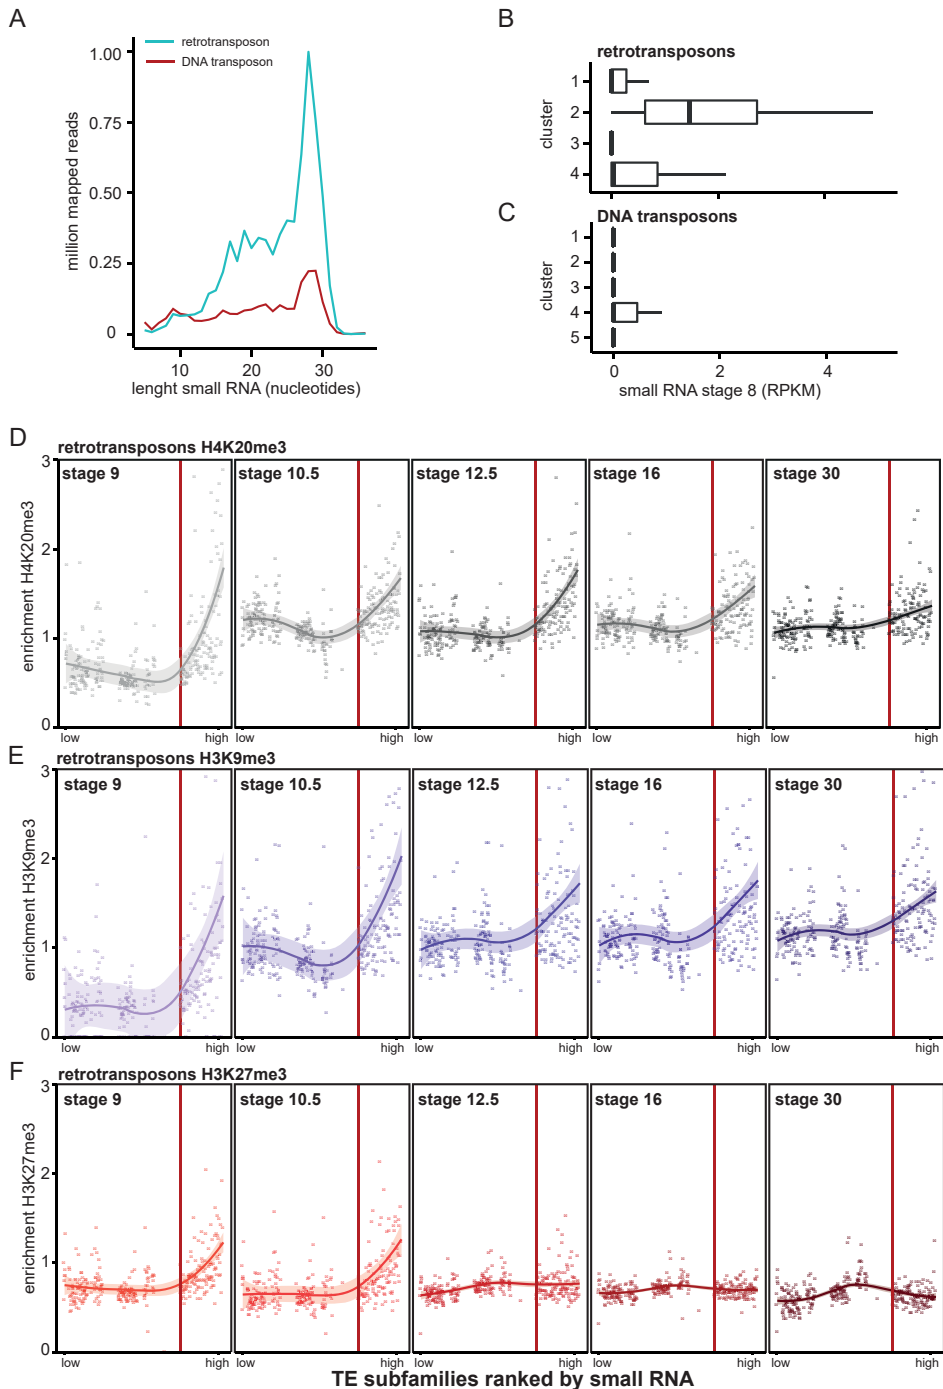 A
retrotransposon
DNA transposon
1.00
0.75
0.50
0.25
0
million mapped reads
10
20
30
lenght small RNA (nucleotides)
B
retrotransposons
1
2
3
4
cluster
C
DNA transposons
1
2
3
4
5
cluster
0
2
4
small RNA stage 8 (RPKM)
D
retrotransposons H4K20me3
3
2
1
0
enrichment H4K20me3
stage 9
stage 10.5
stage 12.5
stage 16
stage 30
low
high
low
high
low
high
low
high
low
high
E
retrotransposons H3K9me3
3
2
1
0
enrichment H3K9me3
stage 9
stage 10.5
stage 12.5
stage 16
stage 30
low
high
low
high
low
high
low
high
low
high
F
retrotransposons H3K27me3
3
2
1
0
enrichment H3K27me3
stage 9
stage 10.5
stage 12.5
stage 16
stage 30
low
high
low
high
low
high
low
high
low
high
TE subfamilies ranked by small RNA